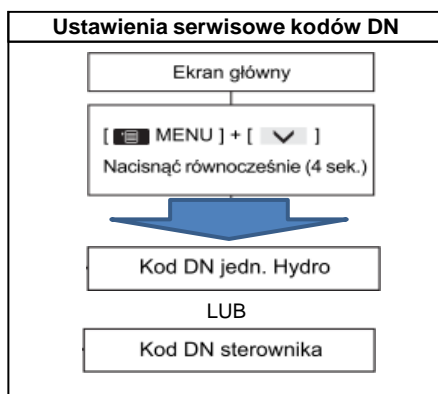 Ustawienia serwisowe kodów DN
Ekran główny
[ MENU ] + [ ]
Nacisnąć równocześnie (4 sek.)
Kod DN jedn. Hydro
LUB
Kod DN sterownika